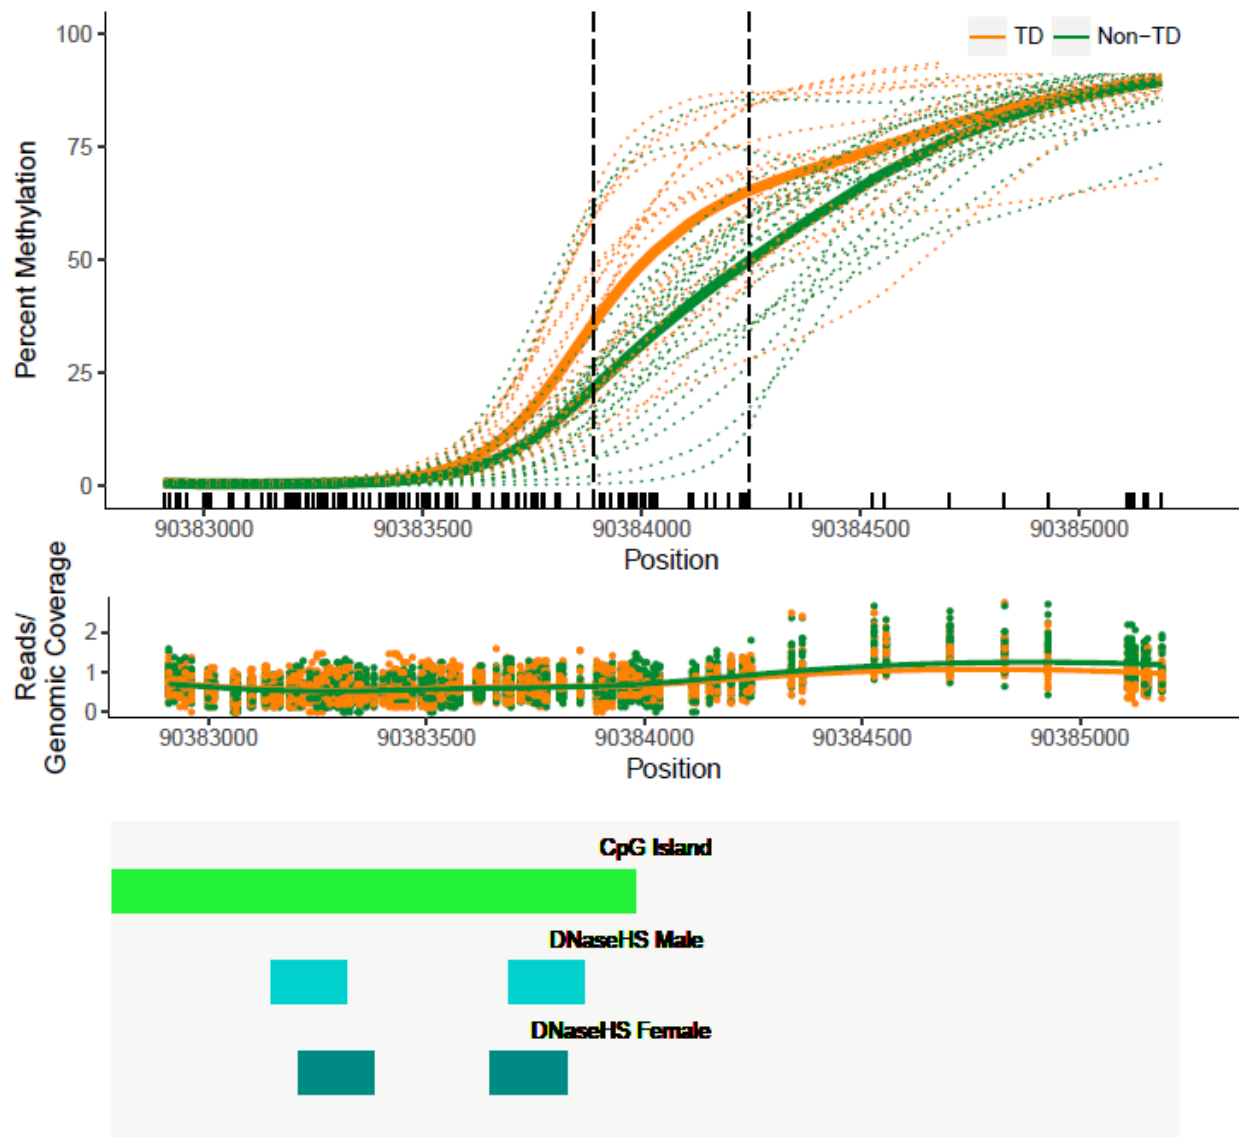 TD Non-TD
Percent Methylation
100
75
50
25
0
90383000 90383500 90384000 90384500 90385000
Position
Reads/
Genomic Coverage
2
1
0
90383000 90383500 90384000 90384500 90385000
Position
CpG Island
DNaseHS Male
DNaseHS Female